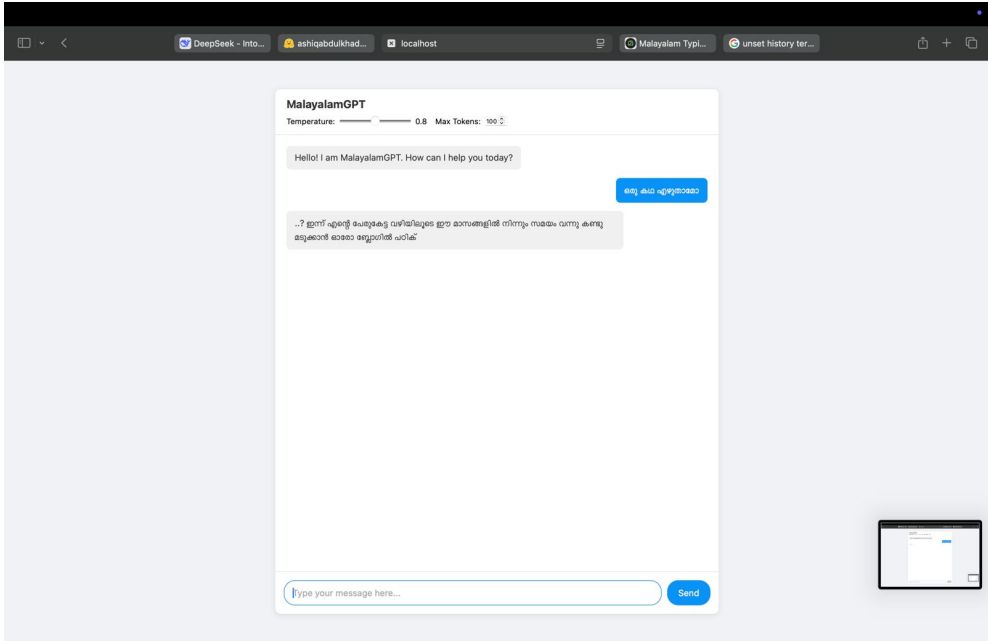 DeepSeek - Into...
ashiqabdulkhad...
localhost
Malayalam Typi...
unset history ter...
MalayalamGPT
Temperature: 0.8 Max Tokens: 100
Hello! I am MalayalamGPT. How can I help you today?
ഒരു കഥ എഴുതാമോ
..? ഇന്ന് എന്റെ പേരുകേട്ട വഴിയിലൂടെ ഈ മാസങ്ങളിൽ നിന്നും സമയം വന്നു കണ്ടു
മടുക്കാൻ ഓരോ ബ്ലോഗിൽ പഠിക്
Type your message here...
Send